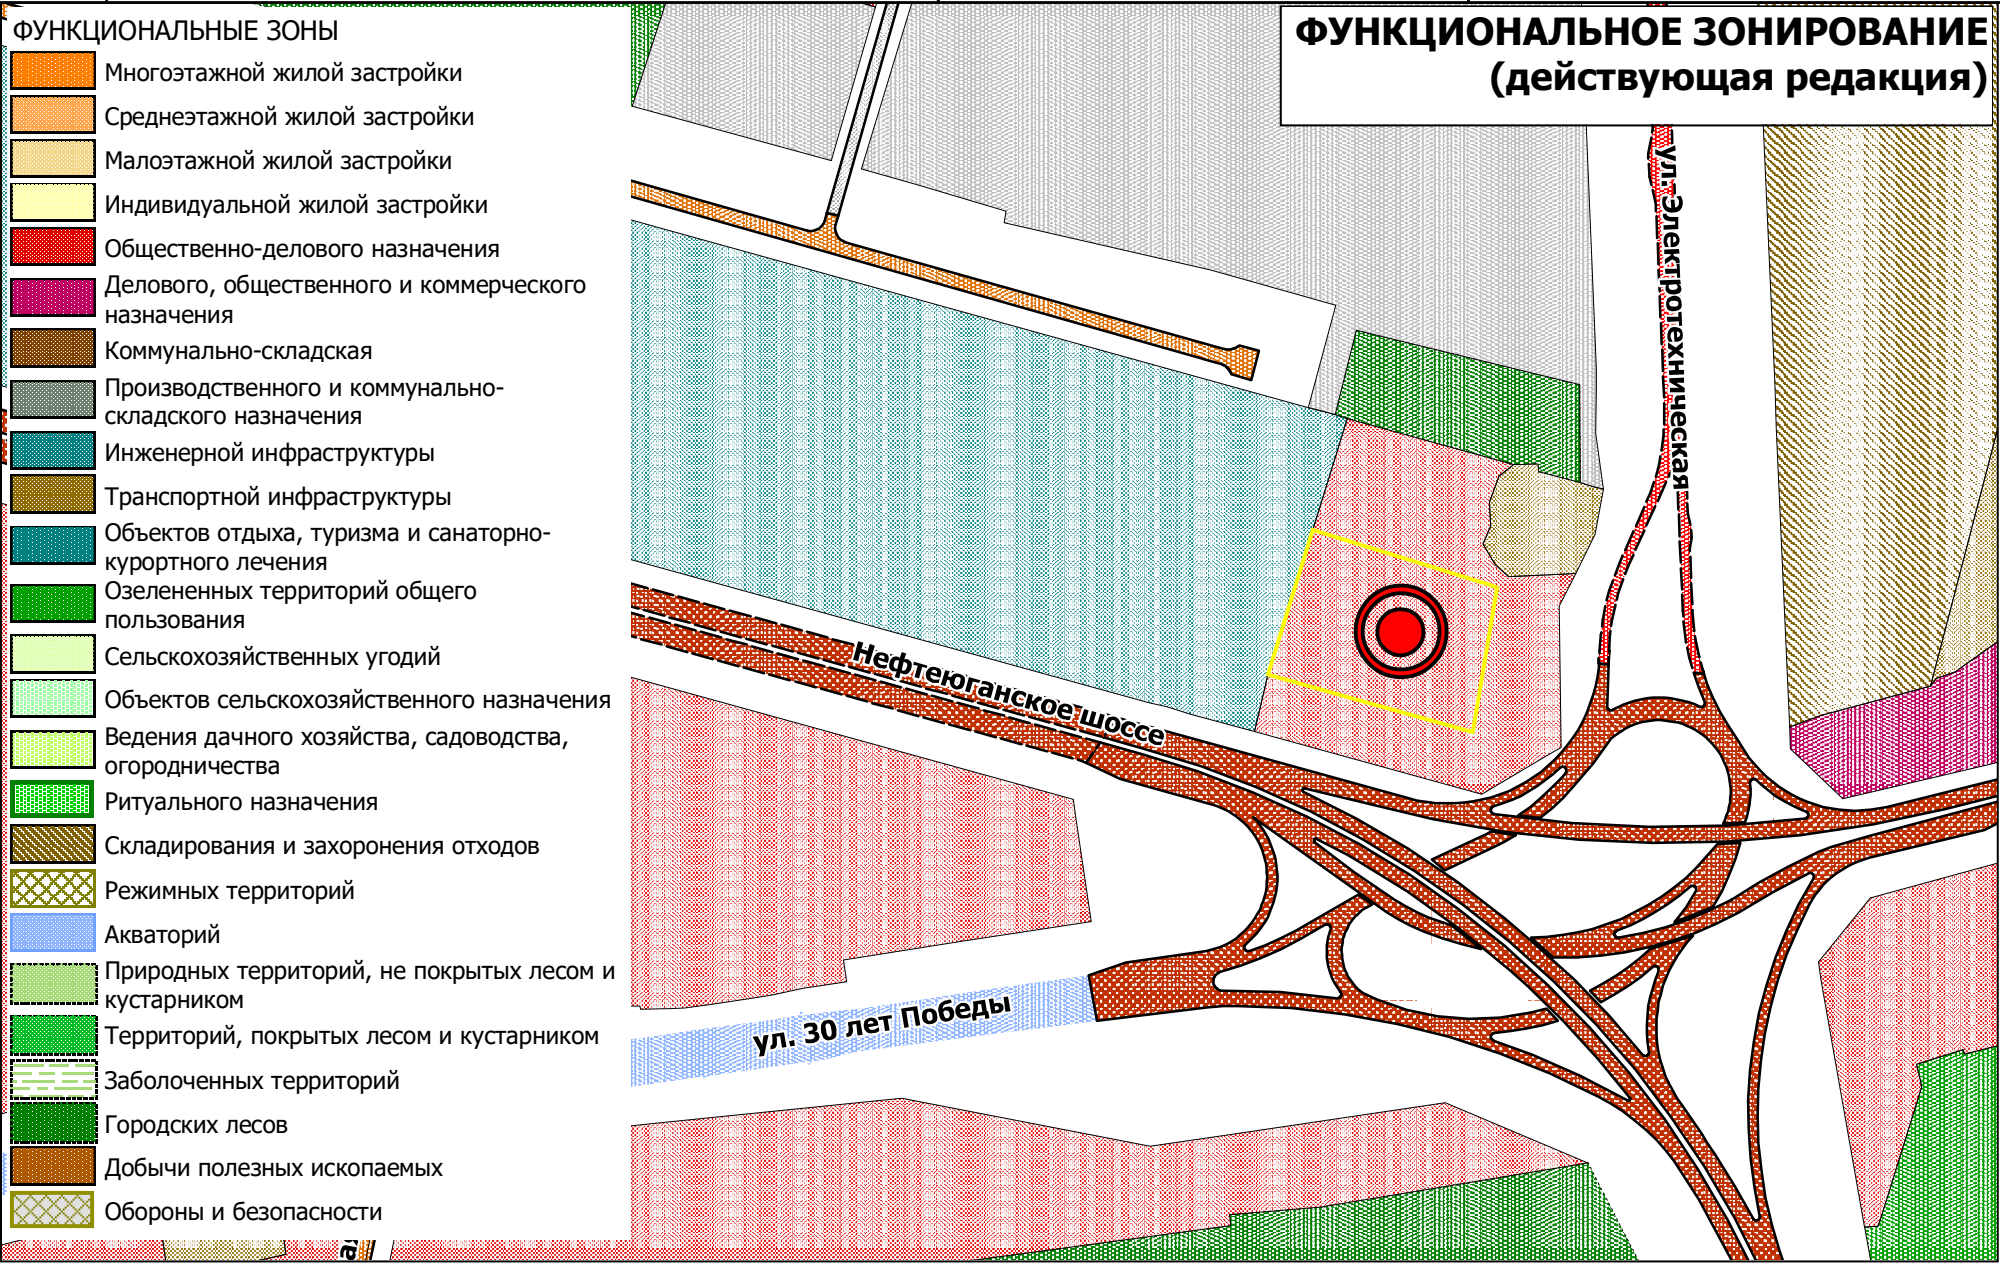 ФУНКЦИОНАЛЬНОЕ ЗОНИРОВАНИЕ
(действующая редакция)
ФУНКЦИОНАЛЬНЫЕ ЗОНЫ
Многоэтажной жилой застройки
Среднеэтажной жилой застройки
Малоэтажной жилой застройки
Индивидуальной жилой застройки
Общественно-делового назначения
Делового, общественного и коммерческого
назначения
Коммунально-складская
Производственного и коммунально-
складского назначения
Инженерной инфраструктуры
Транспортной инфраструктуры
Объектов отдыха, туризма и санаторно-
курортного лечения
Озелененных территорий общего
пользования
Сельскохозяйственных угодий
Объектов сельскохозяйственного назначения
Ведения дачного хозяйства, садоводства,
огородничества
Ритуального назначения
Складирования и захоронения отходов
Режимных территорий
Акваторий
Природных территорий, не покрытых лесом и
кустарником
Территорий, покрытых лесом и кустарником
Заболоченных территорий
Городских лесов
Добычи полезных ископаемых
Обороны и безопасности
ул.Электротехническая
Нефтеюганское шоссе
ул. 30 лет Победы